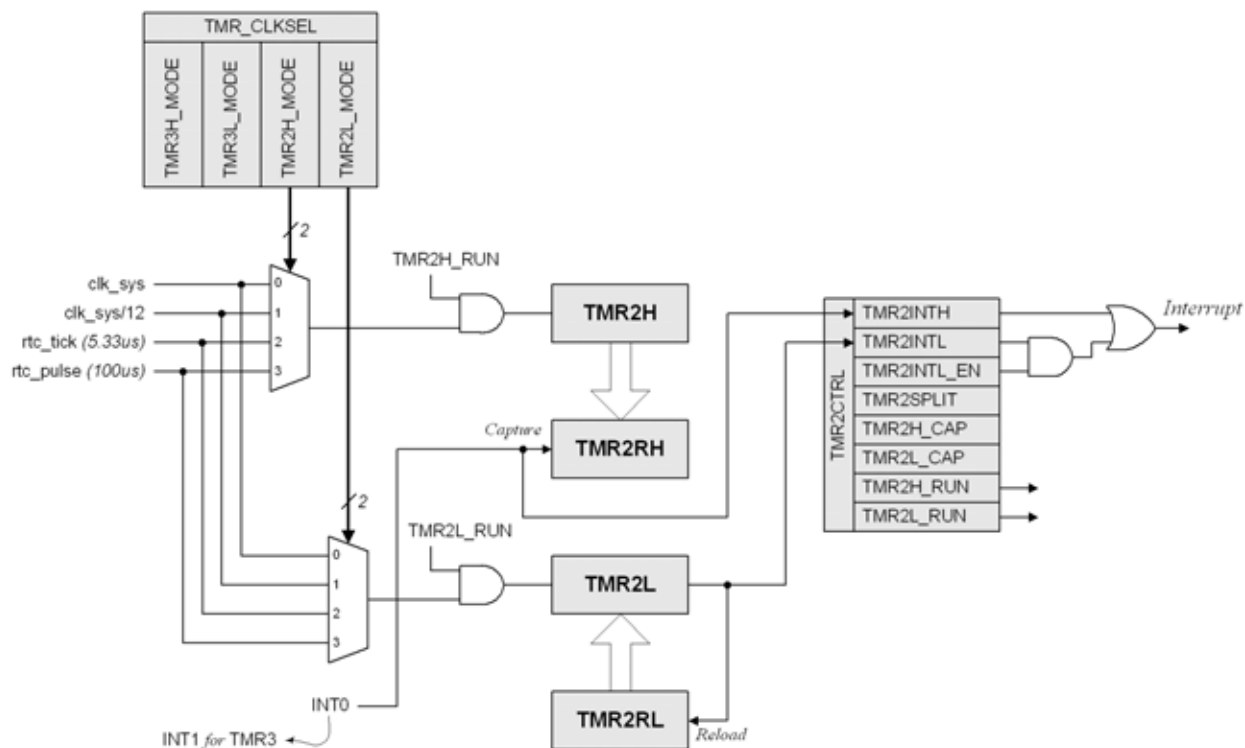 TMR_CLKSEL
TMR3H_MODE
TMR3L_MODE
TMR2H_MODE
TMR2L_MODE
2
clk_sys
clk_sys/12
rtc_tick (5.33us)
rtc_pulse (100us)
0
1
2
3
TMR2H_RUN
TMR2H
Capture
TMR2RH
2
0
1
2
3
TMR2L_RUN
TMR2L
TMR2RL
Reload
INT0
INT1 for TMR3
TMR2CTRL
TMR2INTH
TMR2INTL
TMR2INTL_EN
TMR2SPLIT
TMR2H_CAP
TMR2L_CAP
TMR2H_RUN
TMR2L_RUN
Interrupt